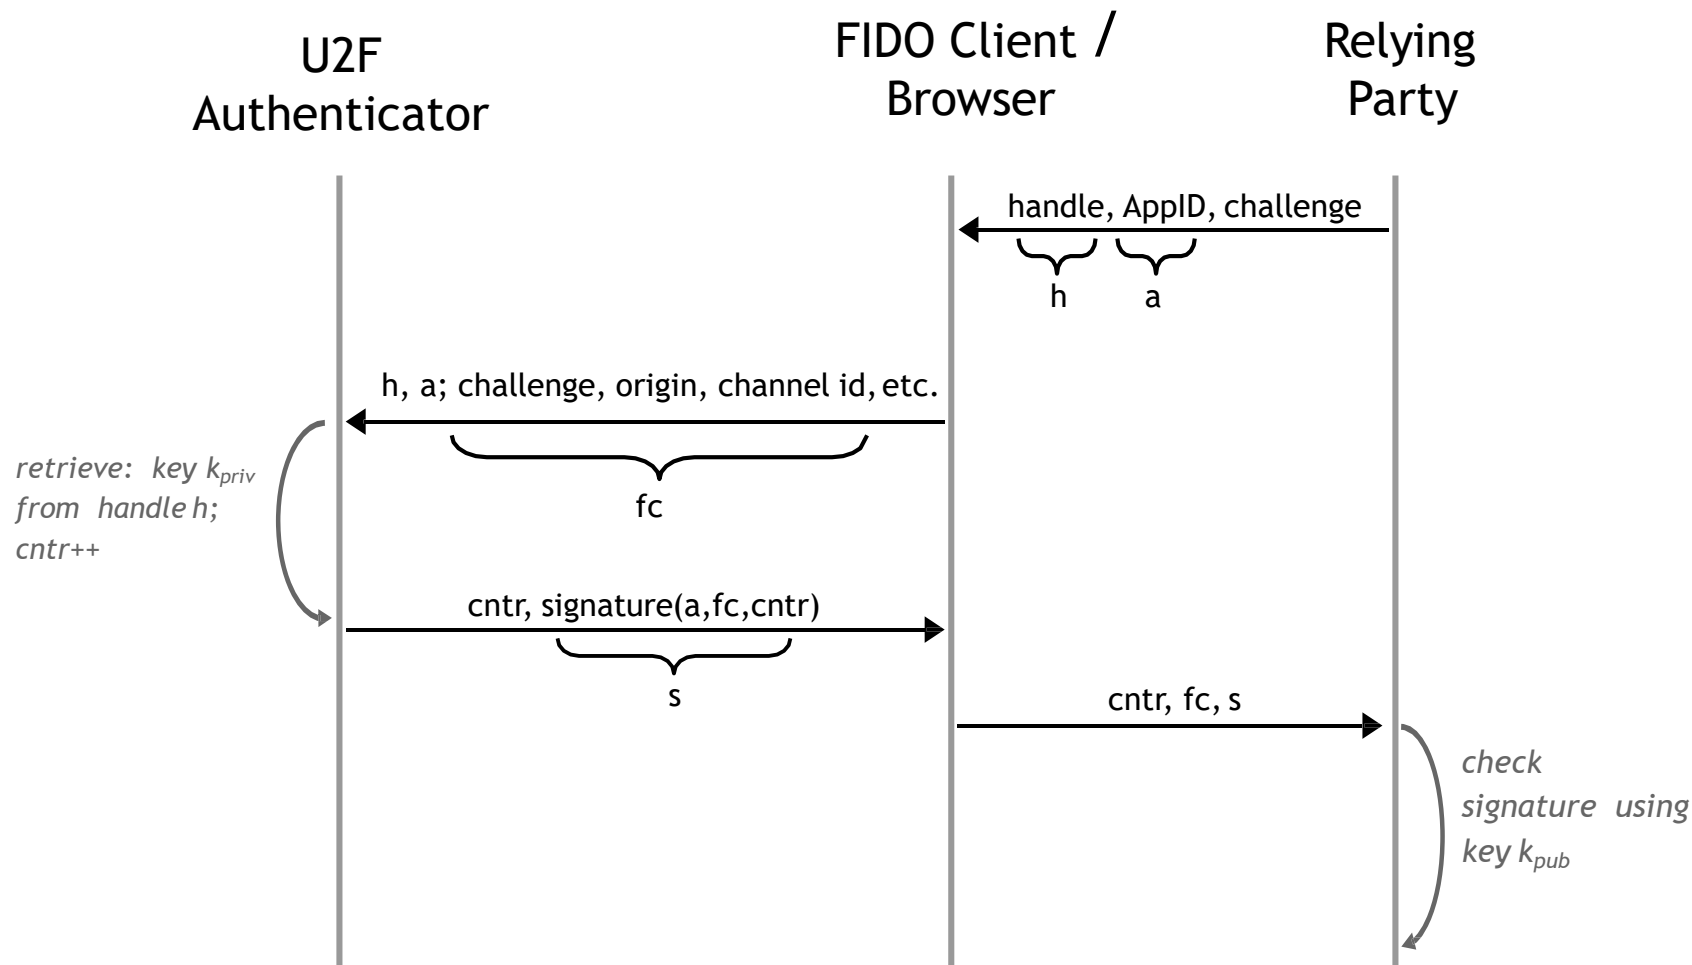 U2F
Authenticator
FIDO Client /
Browser
Relying
Party
handle, AppID, challenge
h
a
h, a; challenge, origin, channel id, etc.
fc
retrieve: key kpriv
from handle h;
cntr++
cntr, signature(a,fc,cntr)
s
cntr, fc, s
check
signature using
key kpub